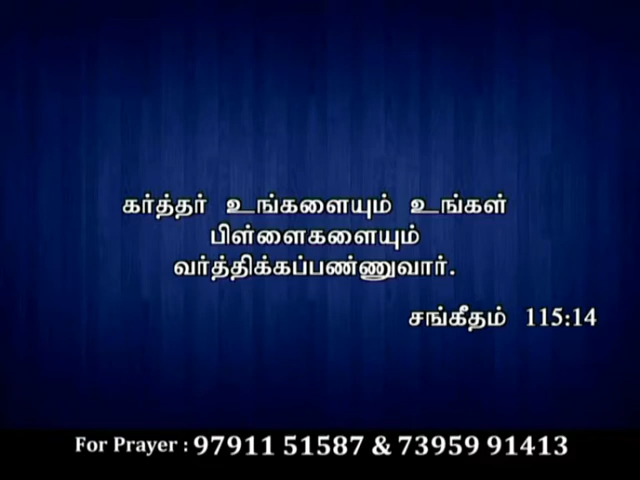 கர்த்தர் உங்களையும் உங்கள்
பிள்ளைகளையும்
வர்த்திக்கப்பண்ணுவார்.
சங்கீதம் 115:14
For Prayer : 97911 51587 & 73959 91413